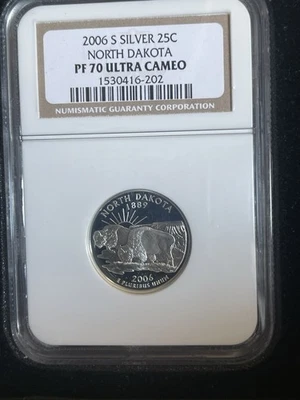 2006 S SILVER 25C
NORTH DAKOTA
PF 70 ULTRA CAMEO
1530416-202
NUMISMATIC GUARANTY CORPORATION
NORTH DAKOTA
1889
2006
E PLURIBUS UNUM